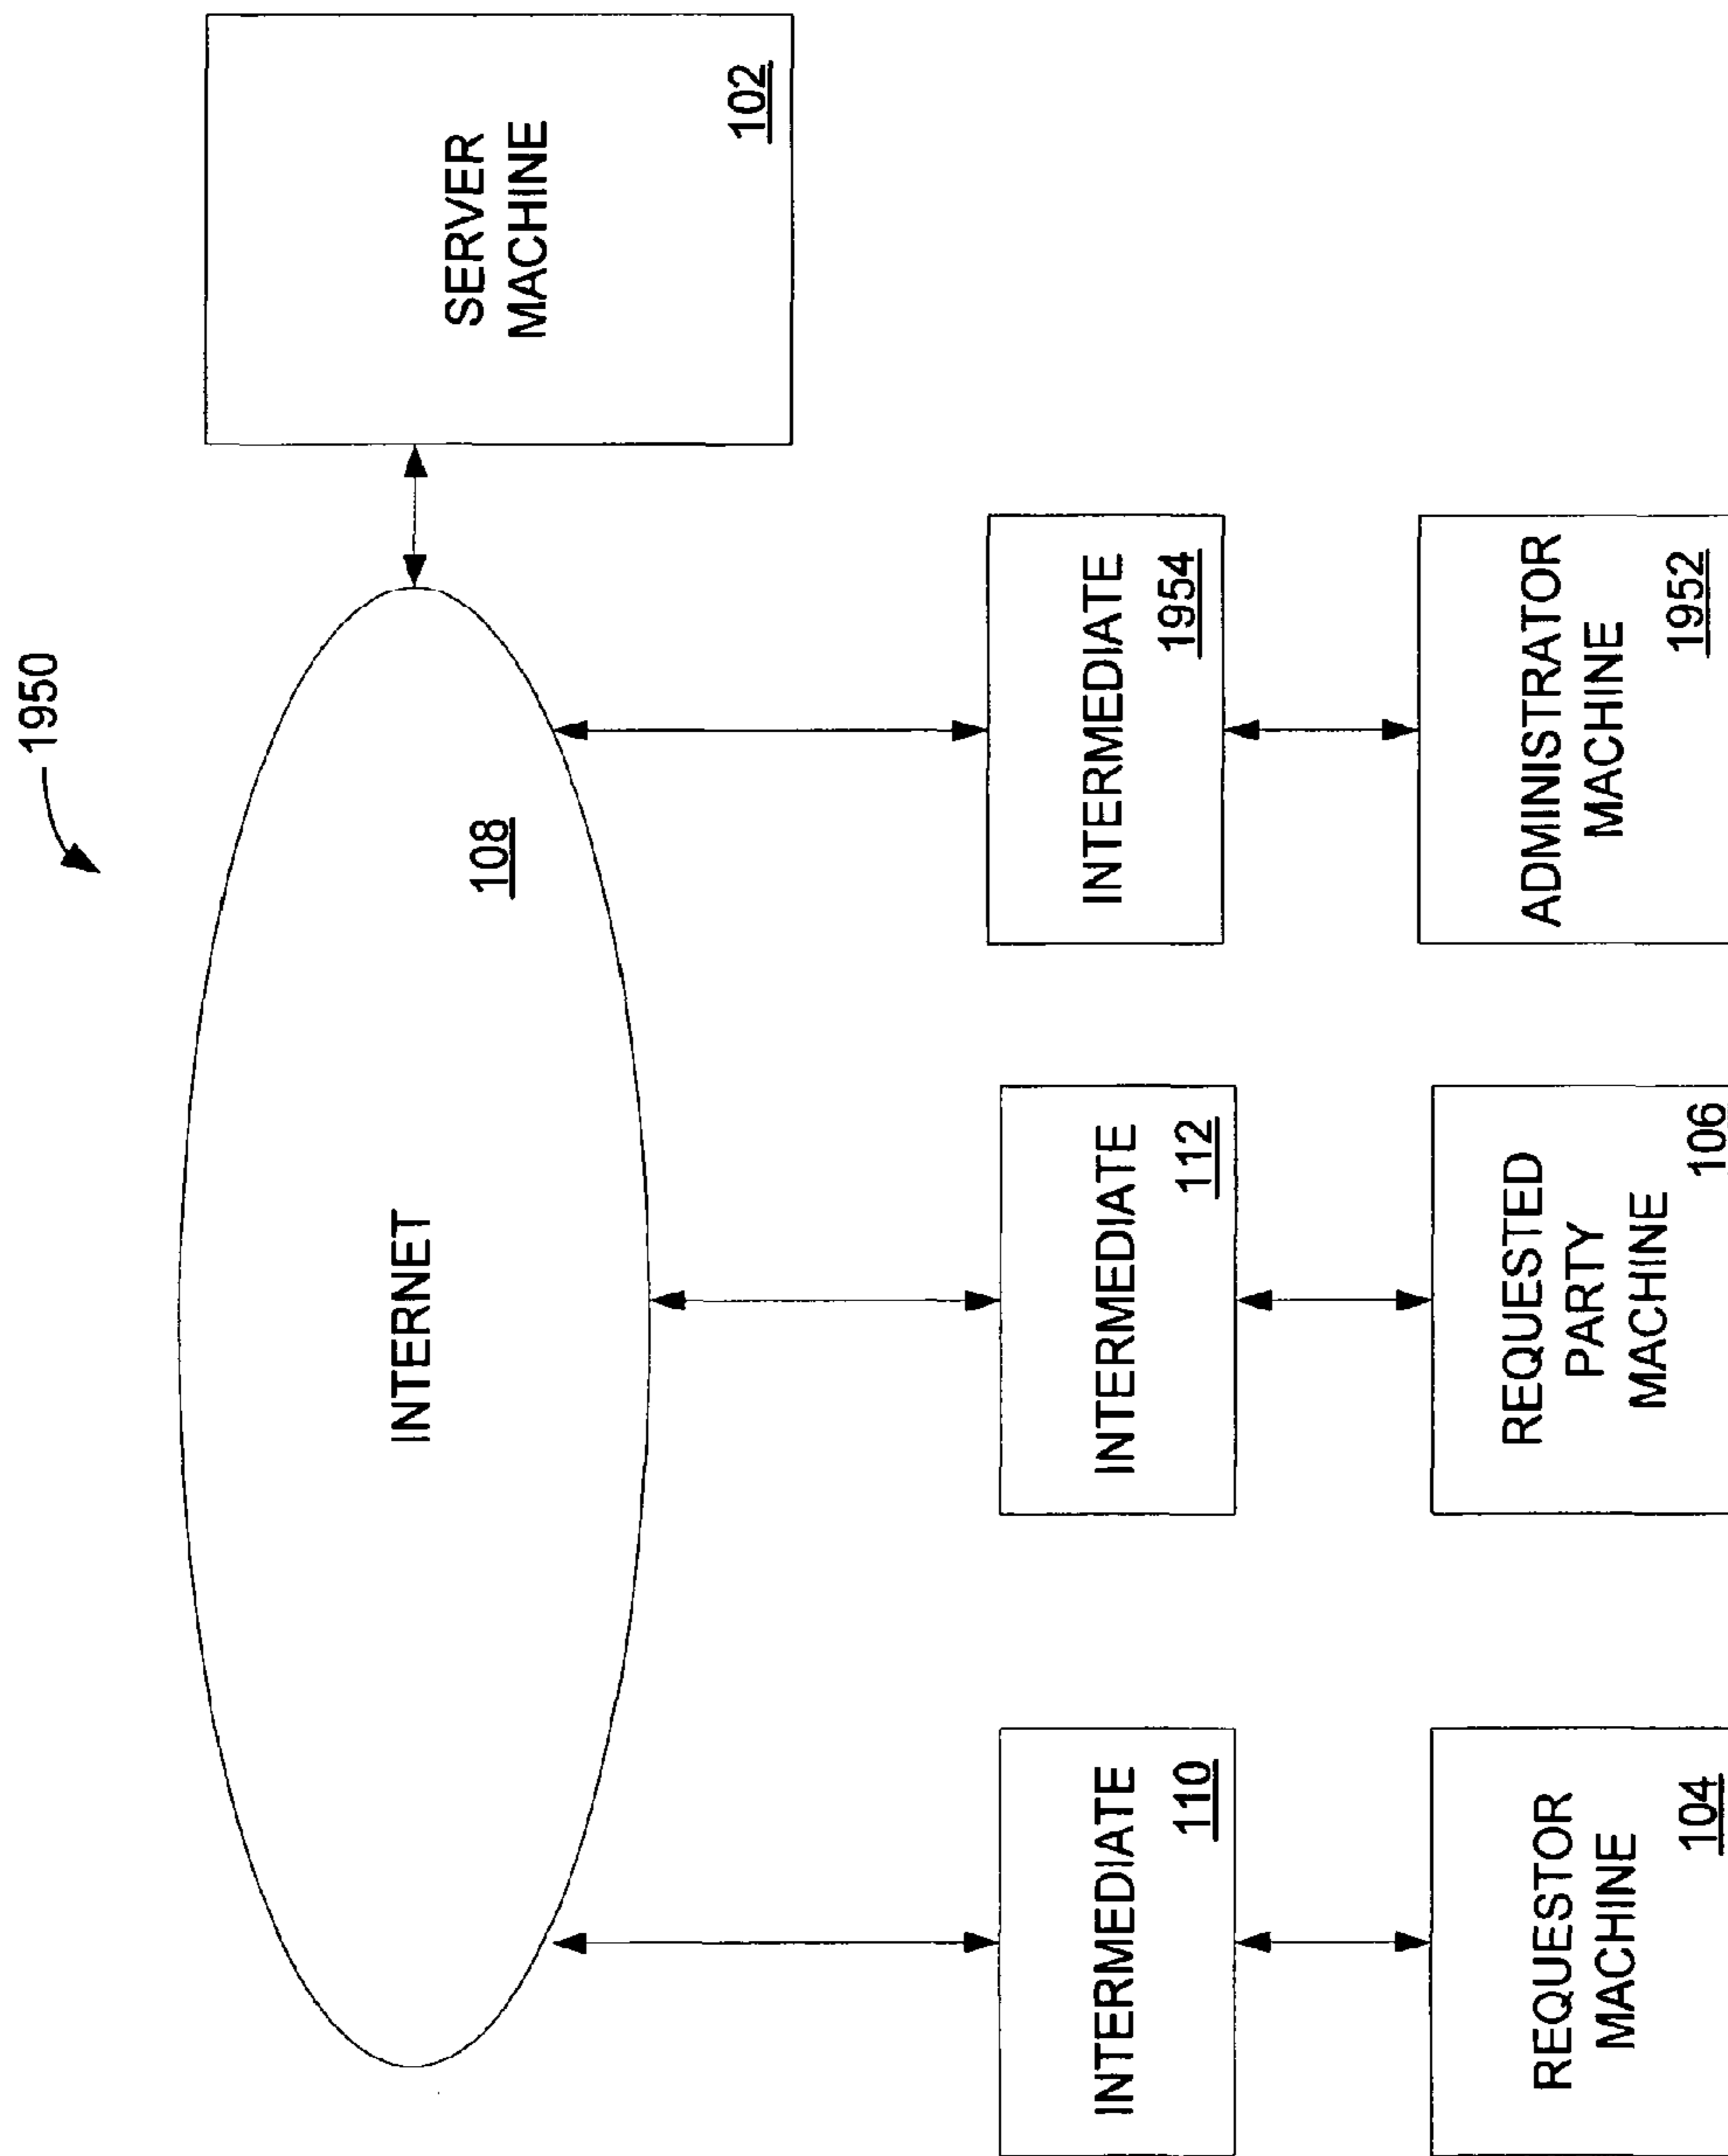 1950
INTERNET
108
SERVER
MACHINE
102
INTERMEDIATE
110
INTERMEDIATE
112
INTERMEDIATE
1954
REQUESTOR
MACHINE
104
REQUESTED
PARTY
MACHINE
106
ADMINISTRATOR
MACHINE
1952